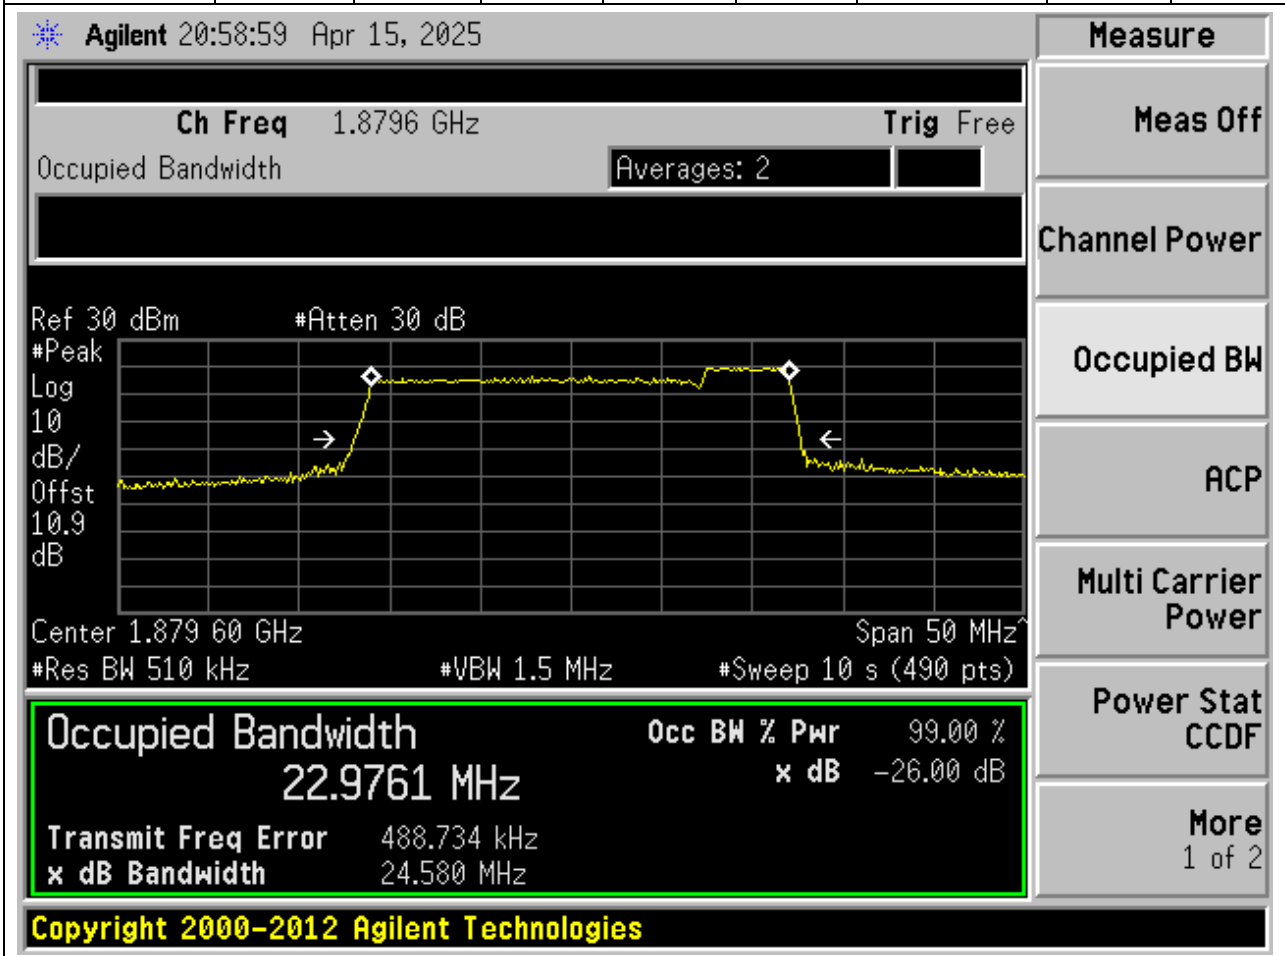 Agilent 20:58:59 Apr 15, 2025
Measure
Ch Freq 1.8796 GHz Trig Free
Occupied Bandwidth Averages: 2
Meas Off
Channel Power
Occupied BW
ACP
Multi Carrier
Power
Power Stat
CCDF
More
1 of 2
Ref 30 dBm #Atten 30 dB
#Peak
Log
10
dB/
Offst
10.9
dB
Center 1.879 60 GHz Span 50 MHz^
#Res BW 510 kHz #VBW 1.5 MHz #Sweep 10 s (490 pts)
Occupied Bandwidth
22.9761 MHz
Occ BW % Pwr 99.00 %
x dB -26.00 dB
Transmit Freq Error 488.734 kHz
x dB Bandwidth 24.580 MHz
Copyright 2000-2012 Agilent Technologies